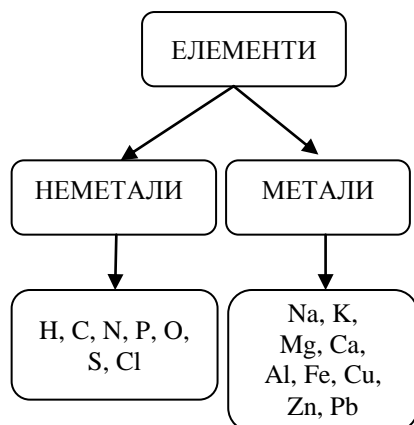 ЕЛЕМЕНТИ
НЕМЕТАЛИ
МЕТАЛИ
H, C, N, P, O,
S, Cl
Na, K,
Mg, Ca,
Al, Fe, Cu,
Zn, Pb